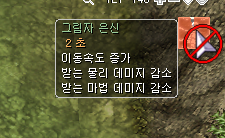 그림자 은신
2 초
이동속도 증가
받는 물리 데미지 감소
받는 마법 데미지 감소